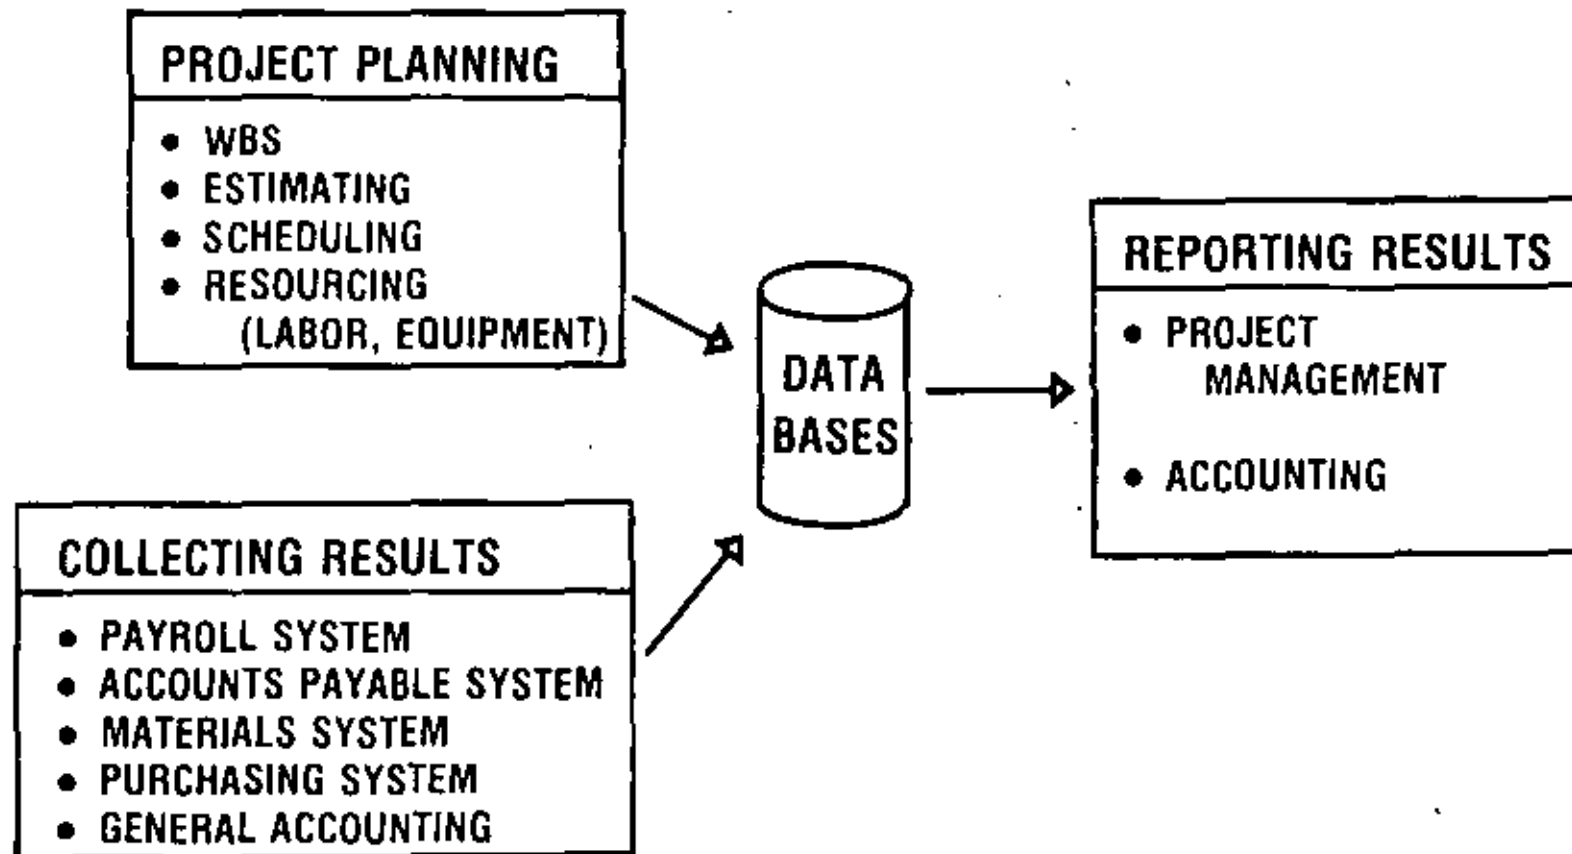 PROJECT PLANNING
• WBS
• ESTIMATING
• SCHEDULING
• RESOURCING
(LABOR, EQUIPMENT)
COLLECTING RESULTS
• PAYROLL SYSTEM
• ACCOUNTS PAYABLE SYSTEM
• MATERIALS SYSTEM
• PURCHASING SYSTEM
• GENERAL ACCOUNTING
DATA
BASES
REPORTING RESULTS
• PROJECT
MANAGEMENT
• ACCOUNTING